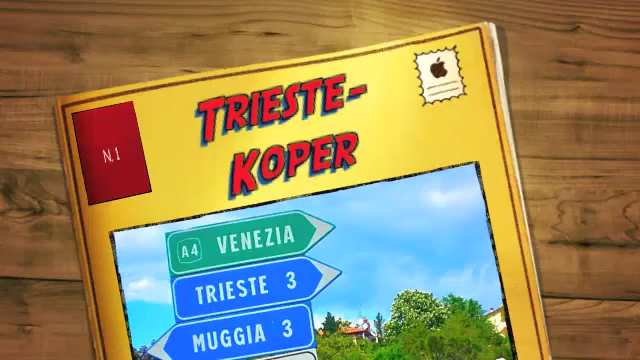 N.1
TRIESTE-
KOPER
A4 VENEZIA
TRIESTE 3
MUGGIA 3